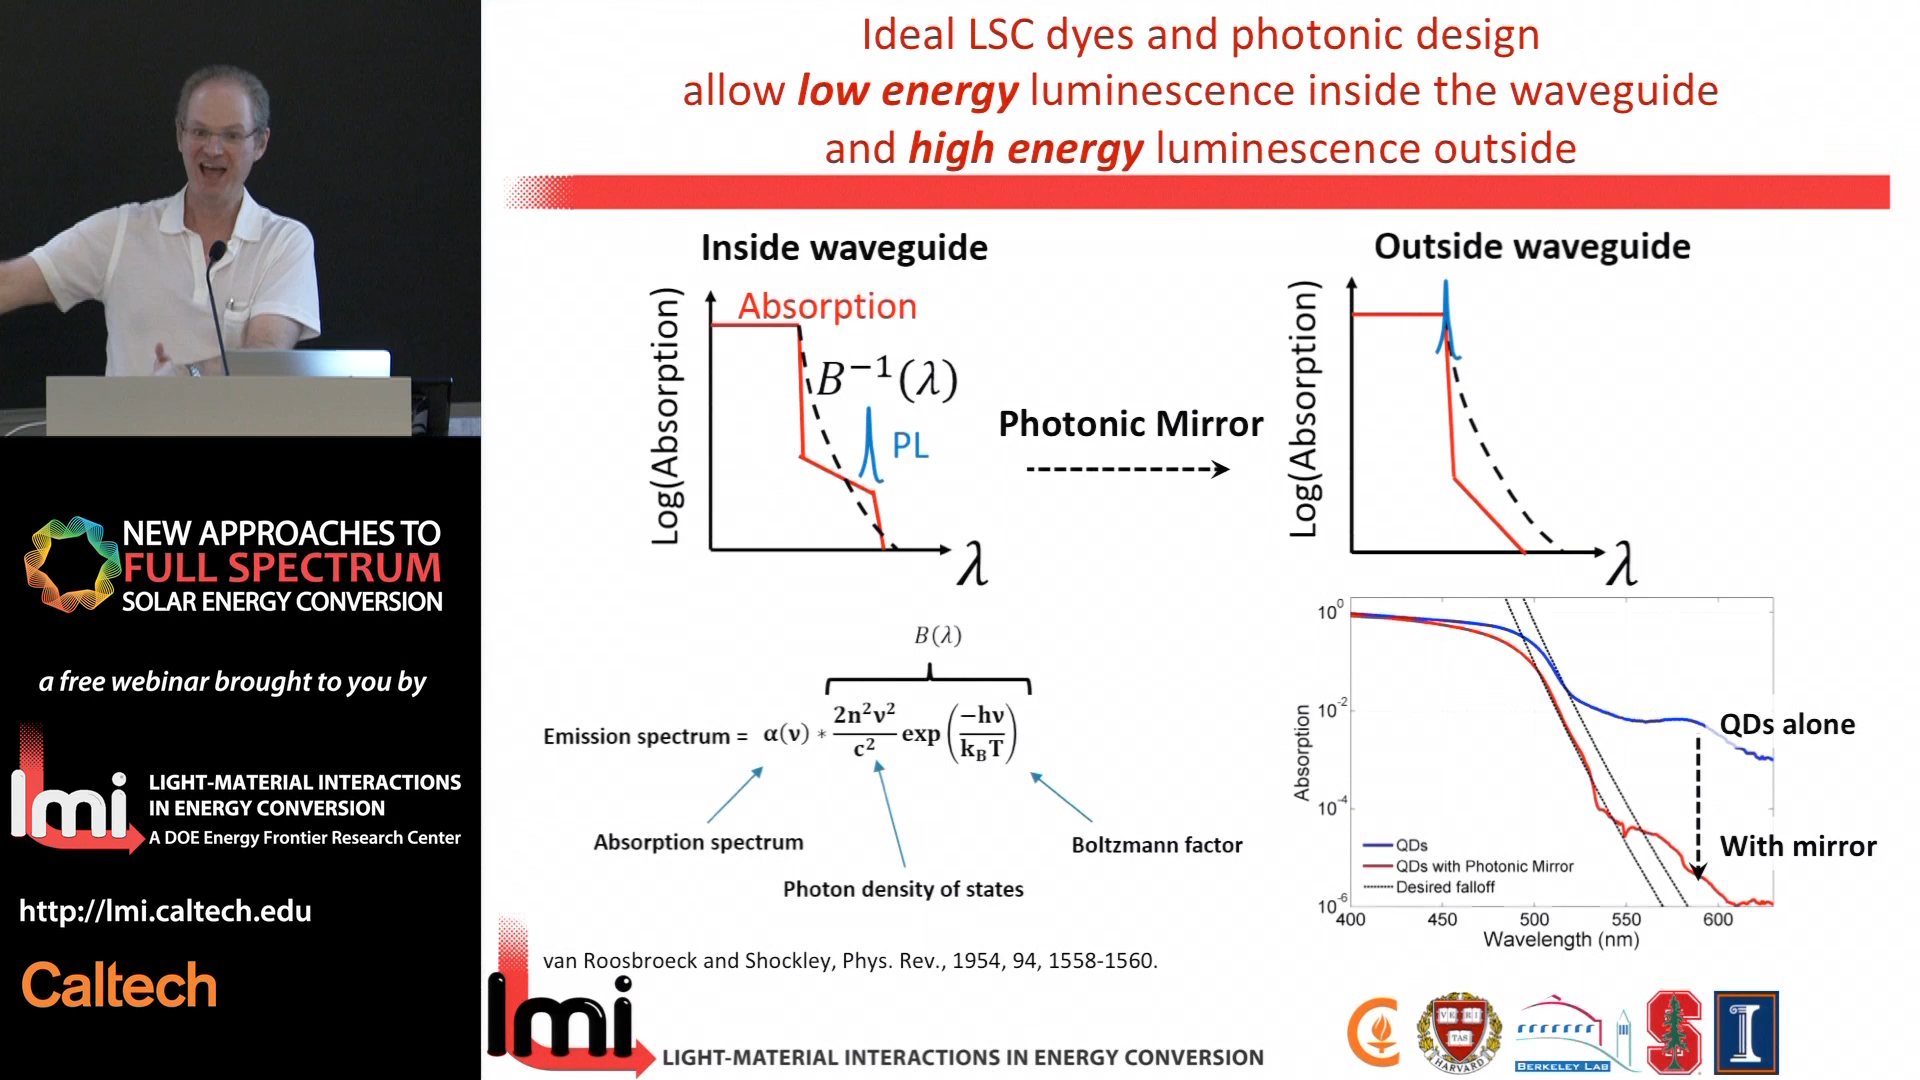 Ideal LSC dyes and photonic design
allow low energy luminescence inside the waveguide
and high energy luminescence outside
Inside waveguide
Log(Absorption)
Absorption
B⁻¹(λ)
PL
λ
Photonic Mirror
Outside waveguide
Log(Absorption)
λ
B(λ)
Emission spectrum = α(ν) * 2n²ν²/c² exp(-hν/k_BT)
Absorption spectrum
Photon density of states
Boltzmann factor
Absorption
10⁰
10⁻²
10⁻⁴
10⁻⁶
400 450 500 550 600
Wavelength (nm)
QDs
QDs with Photonic Mirror
Desired falloff
QDs alone
With mirror
van Roosbroeck and Shockley, Phys. Rev., 1954, 94, 1558-1560.
lmi
LIGHT-MATERIAL INTERACTIONS IN ENERGY CONVERSION
VE RI TAS
HARVARD
BERKELEY LAB
S
I
NEW APPROACHES TO
FULL SPECTRUM
SOLAR ENERGY CONVERSION
a free webinar brought to you by
lmi
LIGHT-MATERIAL INTERACTIONS
IN ENERGY CONVERSION
A DOE Energy Frontier Research Center
http://lmi.caltech.edu
Caltech